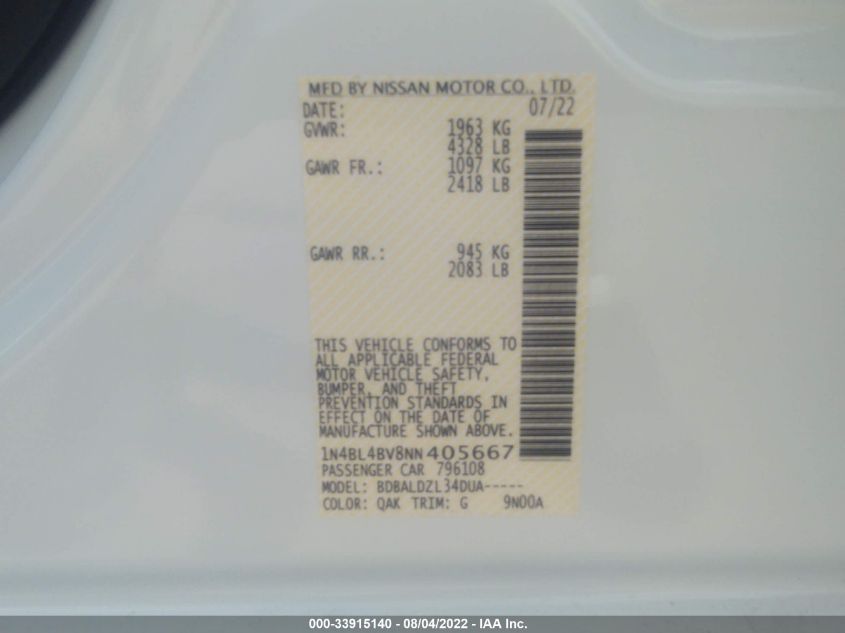 MFD BY NISSAN MOTOR CO., LTD.
DATE: 07/22
GVWR: 1963 KG
4328 LB
GAWR FR.: 1097 KG
2418 LB
GAWR RR.: 945 KG
2083 LB
THIS VEHICLE CONFORMS TO
ALL APPLICABLE FEDERAL
MOTOR VEHICLE SAFETY,
BUMPER, AND THEFT
PREVENTION STANDARDS IN
EFFECT ON THE DATE OF
MANUFACTURE SHOWN ABOVE.
1N4BL4BV8NN405667
PASSENGER CAR 796108
MODEL: BDBALDZL34DUA-----
COLOR: QAK TRIM: G 9N00A
000-33915140 - 08/04/2022 - IAA Inc.